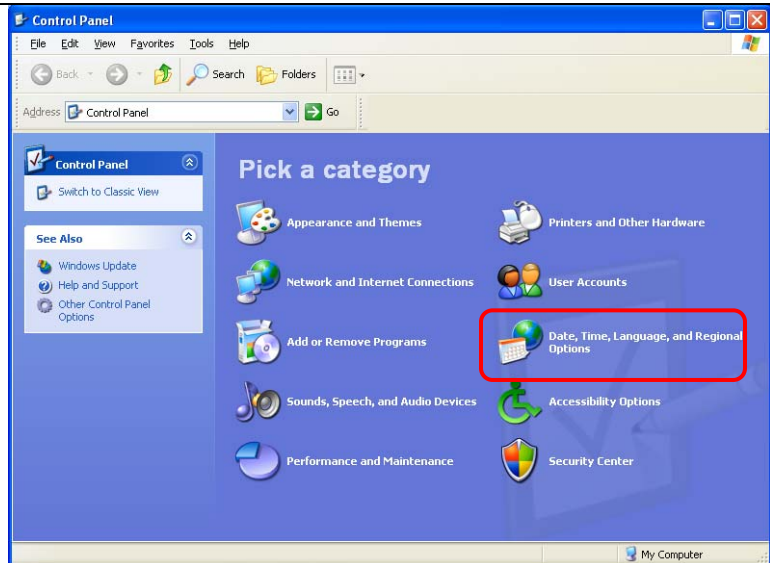 Control Panel
File Edit View Favorites Tools Help
Back Search Folders
Address Control Panel Go
Control Panel
Switch to Classic View
See Also
Windows Update
Help and Support
Other Control Panel
Options
Pick a category
Appearance and Themes
Printers and Other Hardware
Network and Internet Connections
User Accounts
Add or Remove Programs
Date, Time, Language, and Regional
Options
Sounds, Speech, and Audio Devices
Accessibility Options
Performance and Maintenance
Security Center
My Computer